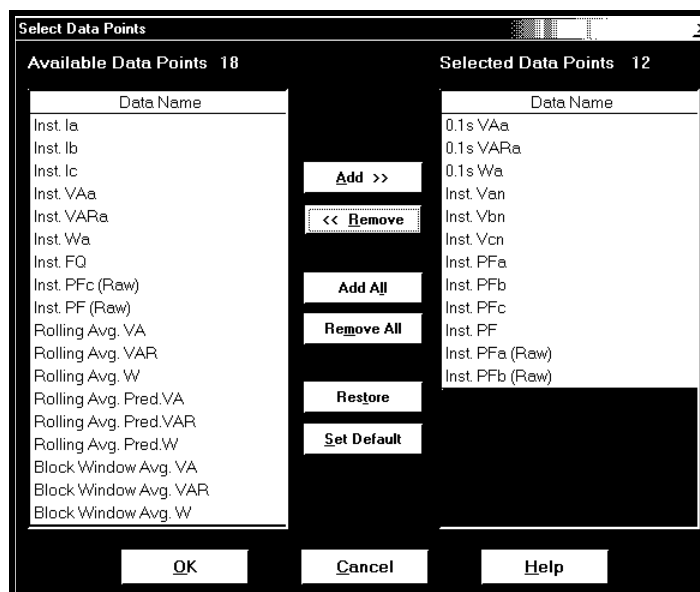 Select Data Points
Available Data Points 18
Data Name
Inst. Ia
Inst. Ib
Inst. Ic
Inst. VAa
Inst. VARa
Inst. Wa
Inst. FQ
Inst. PFc (Raw)
Inst. PF (Raw)
Rolling Avg. VA
Rolling Avg. VAR
Rolling Avg. W
Rolling Avg. Pred.VA
Rolling Avg. Pred.VAR
Rolling Avg. Pred.W
Block Window Avg. VA
Block Window Avg. VAR
Block Window Avg. W
Add >>
<< Remove
Add All
Remove All
Restore
Set Default
Selected Data Points 12
Data Name
0.1s VAa
0.1s VARa
0.1s Wa
Inst. Van
Inst. Vbn
Inst. Vcn
Inst. PFa
Inst. PFb
Inst. PFc
Inst. PF
Inst. PFa (Raw)
Inst. PFb (Raw)
OK
Cancel
Help